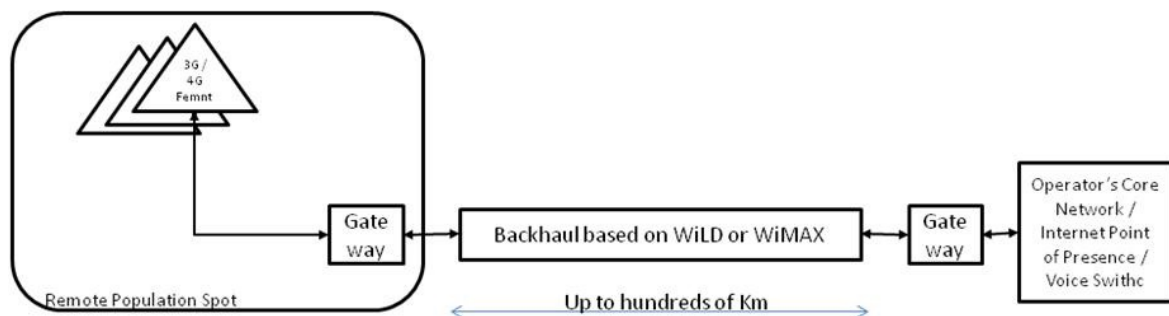 3G /
4G
Femnt
Gate
way
Remote Population Spot
Backhaul based on WiLD or WiMAX
Up to hundreds of Km
Gate
way
Operator's Core
Network /
Internet Point
of Presence /
Voice Swithc